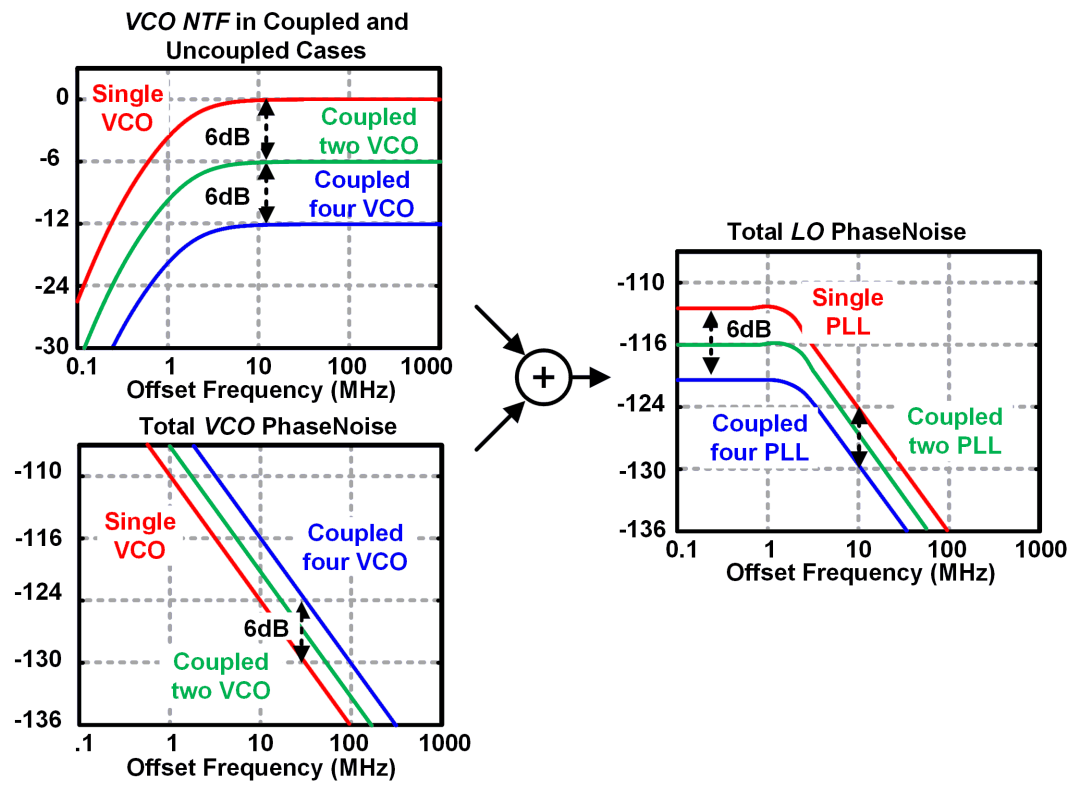 VCO NTF in Coupled and
Uncoupled Cases
0
-6
-12
-24
-30
Single
VCO
6dB
Coupled
two VCO
6dB
Coupled
four VCO
0.1 1 10 100 1000
Offset Frequency (MHz)
Total VCO PhaseNoise
-110
-116
-124
-130
-136
Single
VCO
Coupled
four VCO
6dB
Coupled
two VCO
.1 1 10 100 1000
Offset Frequency (MHz)
+
Total LO PhaseNoise
-110
-116
-124
-130
-136
Single
PLL
6dB
Coupled
four PLL
Coupled
two PLL
0.1 1 10 100 1000
Offset Frequency (MHz)